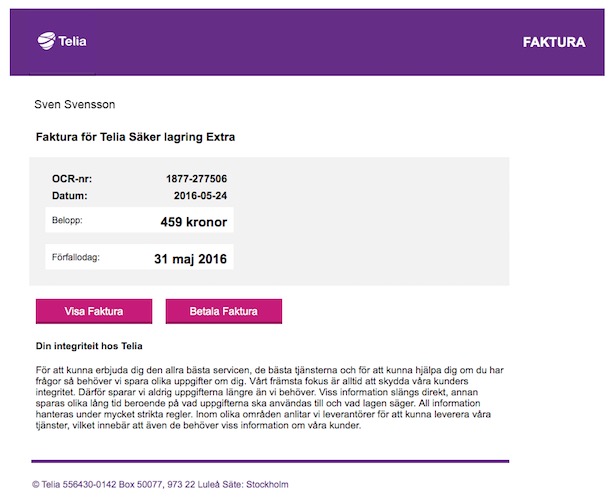 Telia
FAKTURA
Sven Svensson
Faktura för Telia Säker lagring Extra
OCR-nr: 1877-277506
Datum: 2016-05-24
Belopp: 459 kronor
Förfallodag: 31 maj 2016
Visa Faktura Betala Faktura
Din integriteit hos Telia
För att kunna erbjuda dig den allra bästa servicen, de bästa tjänsterna och för att kunna hjälpa dig om du har
frågor så behöver vi spara olika uppgifter om dig. Vårt främsta fokus är alltid att skydda våra kunders
integritet. Därför sparar vi aldrig uppgifter längre än vi behöver. Viss information slängs direkt, annan
sparas olika lång tid beroende på vad uppgifterna ska användas till och vad lagen säger. All information
hanteras under mycket strikta regler. Inom olika områden anlitar vi leverantörer för att kunna leverera våra
tjänster, vilket innebär att även de behöver viss information om våra kunder.
© Telia 556430-0142 Box 50077, 973 22 Luleå Säte: Stockholm